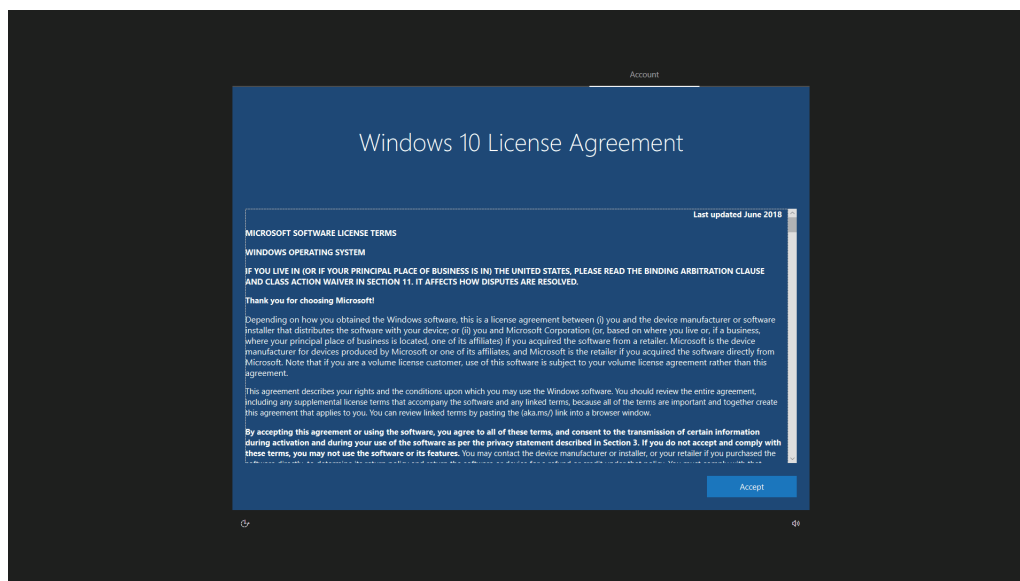 Account
Windows 10 License Agreement
Last updated June 2018
MICROSOFT SOFTWARE LICENSE TERMS
WINDOWS OPERATING SYSTEM
IF YOU LIVE IN (OR IF YOUR PRINCIPAL PLACE OF BUSINESS IS IN) THE UNITED STATES, PLEASE READ THE BINDING ARBITRATION CLAUSE
AND CLASS ACTION WAIVER IN SECTION 11. IT AFFECTS HOW DISPUTES ARE RESOLVED.
Thank you for choosing Microsoft!
Depending on how you obtained the Windows software, this is a license agreement between (i) you and the device manufacturer or software
installer that distributes the software with your device; or (ii) you and Microsoft Corporation (or, based on where you live or, if a business,
where your principal place of business is located, one of its affiliates) if you acquired the software from a retailer. Microsoft is the device
manufacturer for devices produced by Microsoft or one of its affiliates, and Microsoft is the retailer if you acquired the software directly from
Microsoft. Note that if you are a volume license customer, use of this software is subject to your volume license agreement rather than this
agreement.
This agreement describes your rights and the conditions upon which you may use the Windows software. You should review the entire agreement,
including any supplemental license terms that accompany the software and any linked terms, because all of the terms are important and together create
this agreement that applies to you. You can review linked terms by pasting the (aka.ms/) link into a browser window.
By accepting this agreement or using the software, you agree to all of these terms, and consent to the transmission of certain information
during activation and during your use of the software as per the privacy statement described in Section 3. If you do not accept and comply with
these terms, you may not use the software or its features. You may contact the device manufacturer or installer, or your retailer if you purchased the
Accept